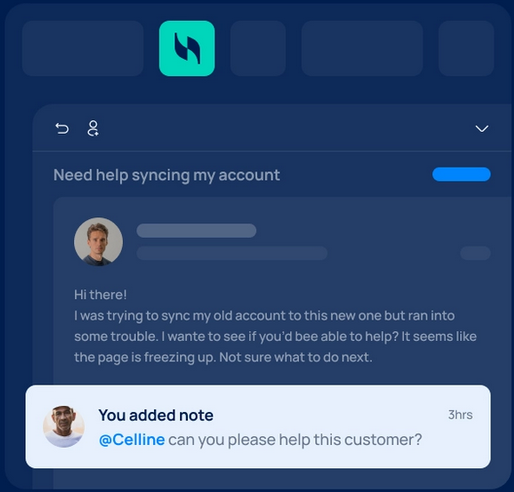 Need help syncing my account
Hi there!
I was trying to sync my old account to this new one but ran into
some trouble. I wante to see if you'd bee able to help? It seems like
the page is freezing up. Not sure what to do next.
You added note
3hrs
@Celline can you please help this customer?